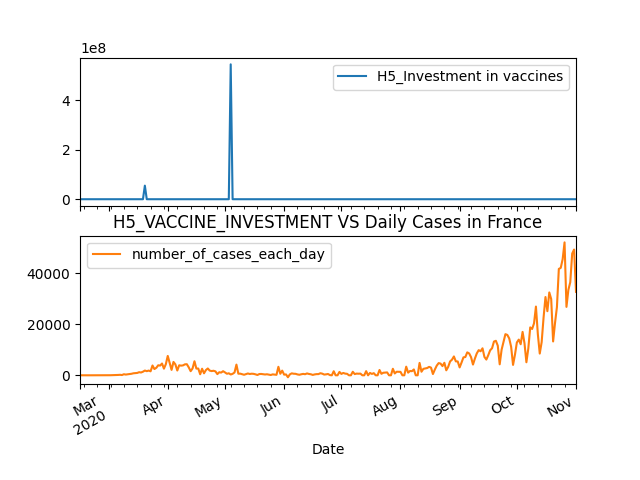 1e8
H5_Investment in vaccines
4
2
0
H5_VACCINE_INVESTMENT VS Daily Cases in France
number_of_cases_each_day
40000
20000
0
Mar
2020
Apr
May
Jun
Jul
Aug
Sep
Oct
Nov
Date